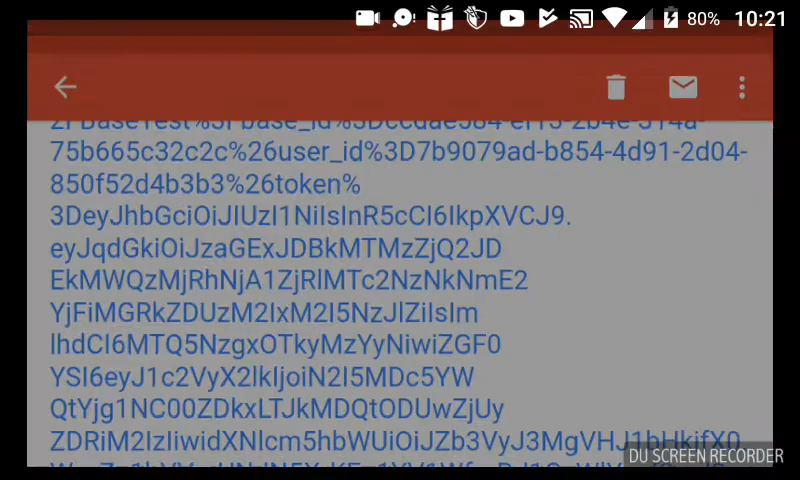 80% 10:21
75b665c32c2c%26user_id%3D7b9079ad-b854-4d91-2d04-
850f52d4b3b3%26token%
3DeyJhbGciOiJIUzI1NiIsInR5cCI6IkpXVCJ9.
eyJqdGkiOiJzaGExJDBkMTMzZjQ2JD
EkMWQzMjRhNjA1ZjRlMTc2NzNkNmE2
YjFiMGRkZDUzM2IxM2I5NzJlZiIsIm
lhdCI6MTQ5NzgxOTkyMzYyNiwiZGF0
YSI6eyJ1c2VyX2lkIjoiN2I5MDc5YW
QtYjg1NC00ZDkxLTJkMDQtODUwZjUy
ZDRiM2IzIiwidXNlcm5hbWUiOiJZb3VyJ3MgVHJ1bHkifX0
DU SCREEN RECORDER